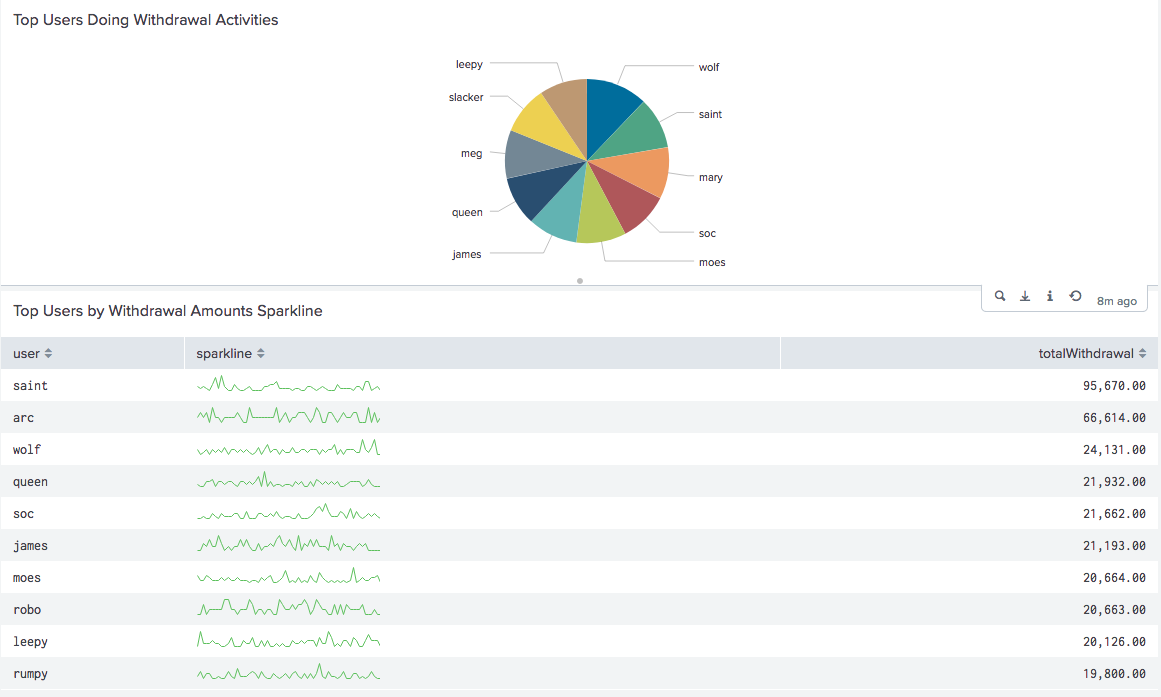 Top Users Doing Withdrawal Activities
leepy
wolf
slacker
saint
meg
mary
queen
soc
james
moes
8m ago
Top Users by Withdrawal Amounts Sparkline
user sparkline totalWithdrawal
saint 95,670.00
arc 66,614.00
wolf 24,131.00
queen 21,932.00
soc 21,662.00
james 21,193.00
moes 20,664.00
robo 20,663.00
leepy 20,126.00
rumpy 19,800.00